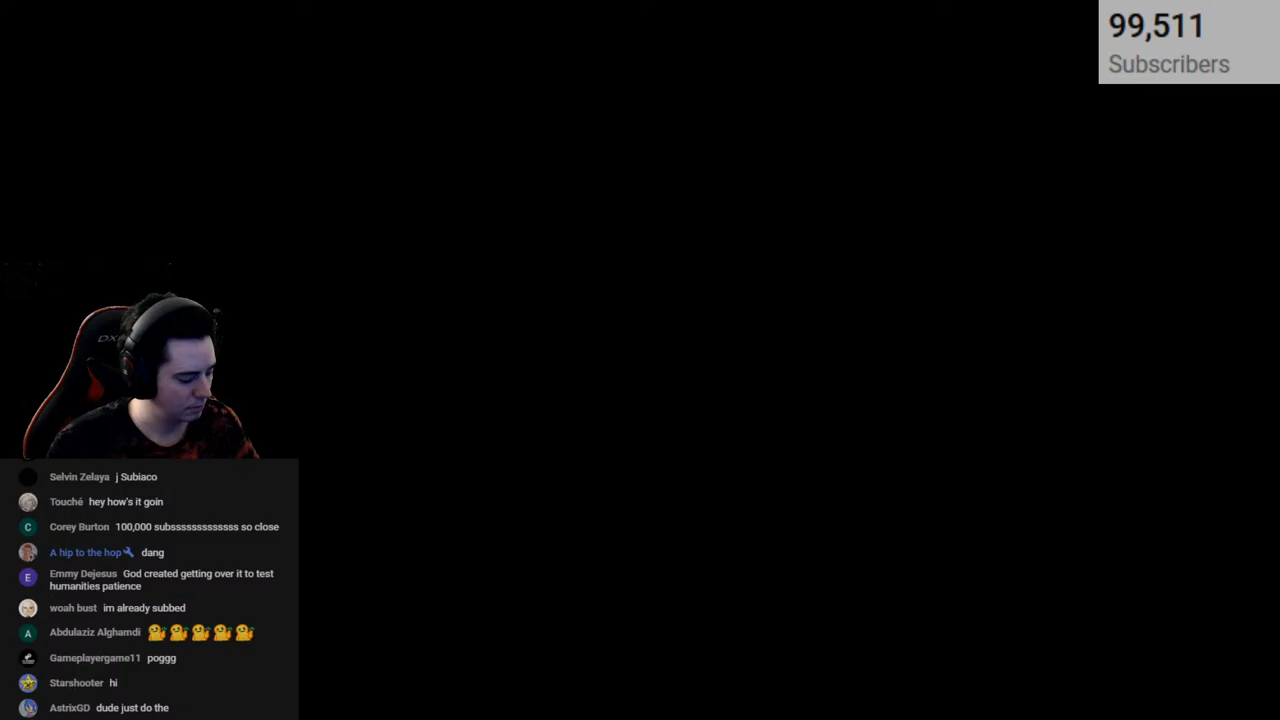 99,511
Subscribers
DX
Selvin Zelaya j Subiaco
Touché hey how's it goin
C Corey Burton 100,000 subsssssssssssss so close
A hip to the hop dang
E Emmy Dejesus God created getting over it to test
humanities patience
woah bust im already subbed
A Abdulaziz Alghamdi
Gameplayergame11 poggg
Starshooter hi
AstrixGD dude just do the